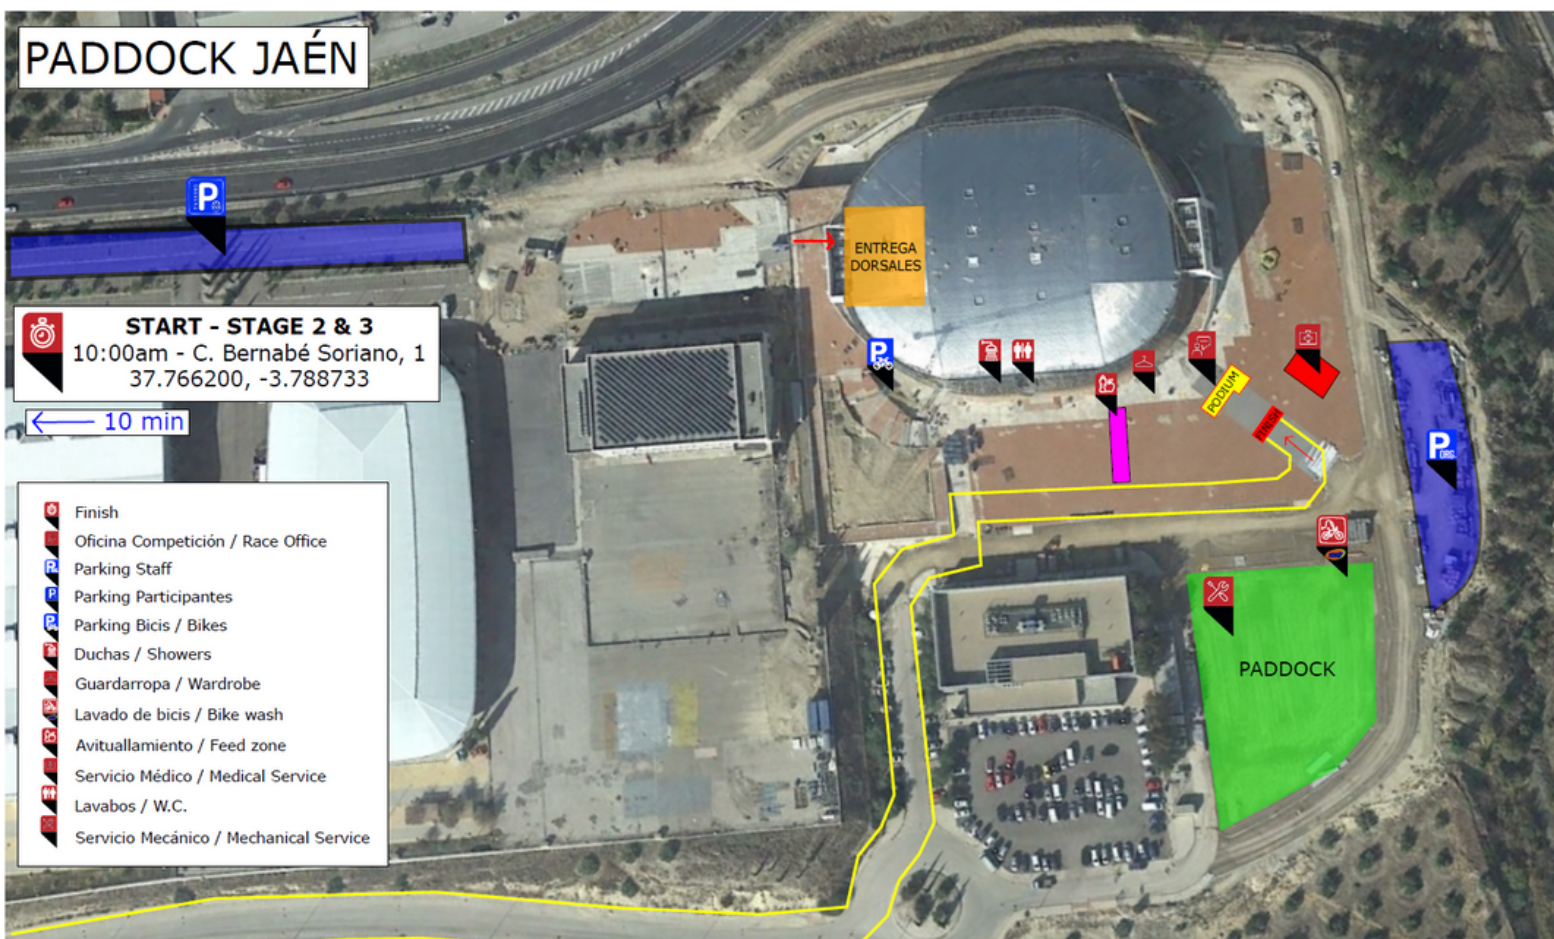 PADDOCK JAÉN
P
START - STAGE 2 & 3
10:00am - C. Bernabé Soriano, 1
37.766200, -3.788733
10 min
ENTREGA
DORSALES
P
PODIUM
FINISH
P
ORG.
PADDOCK
Finish
Oficina Competición / Race Office
Parking Staff
Parking Participantes
Parking Bicis / Bikes
Duchas / Showers
Guardarropa / Wardrobe
Lavado de bicis / Bike wash
Avituallamiento / Feed zone
Servicio Médico / Medical Service
Lavabos / W.C.
Servicio Mecánico / Mechanical Service